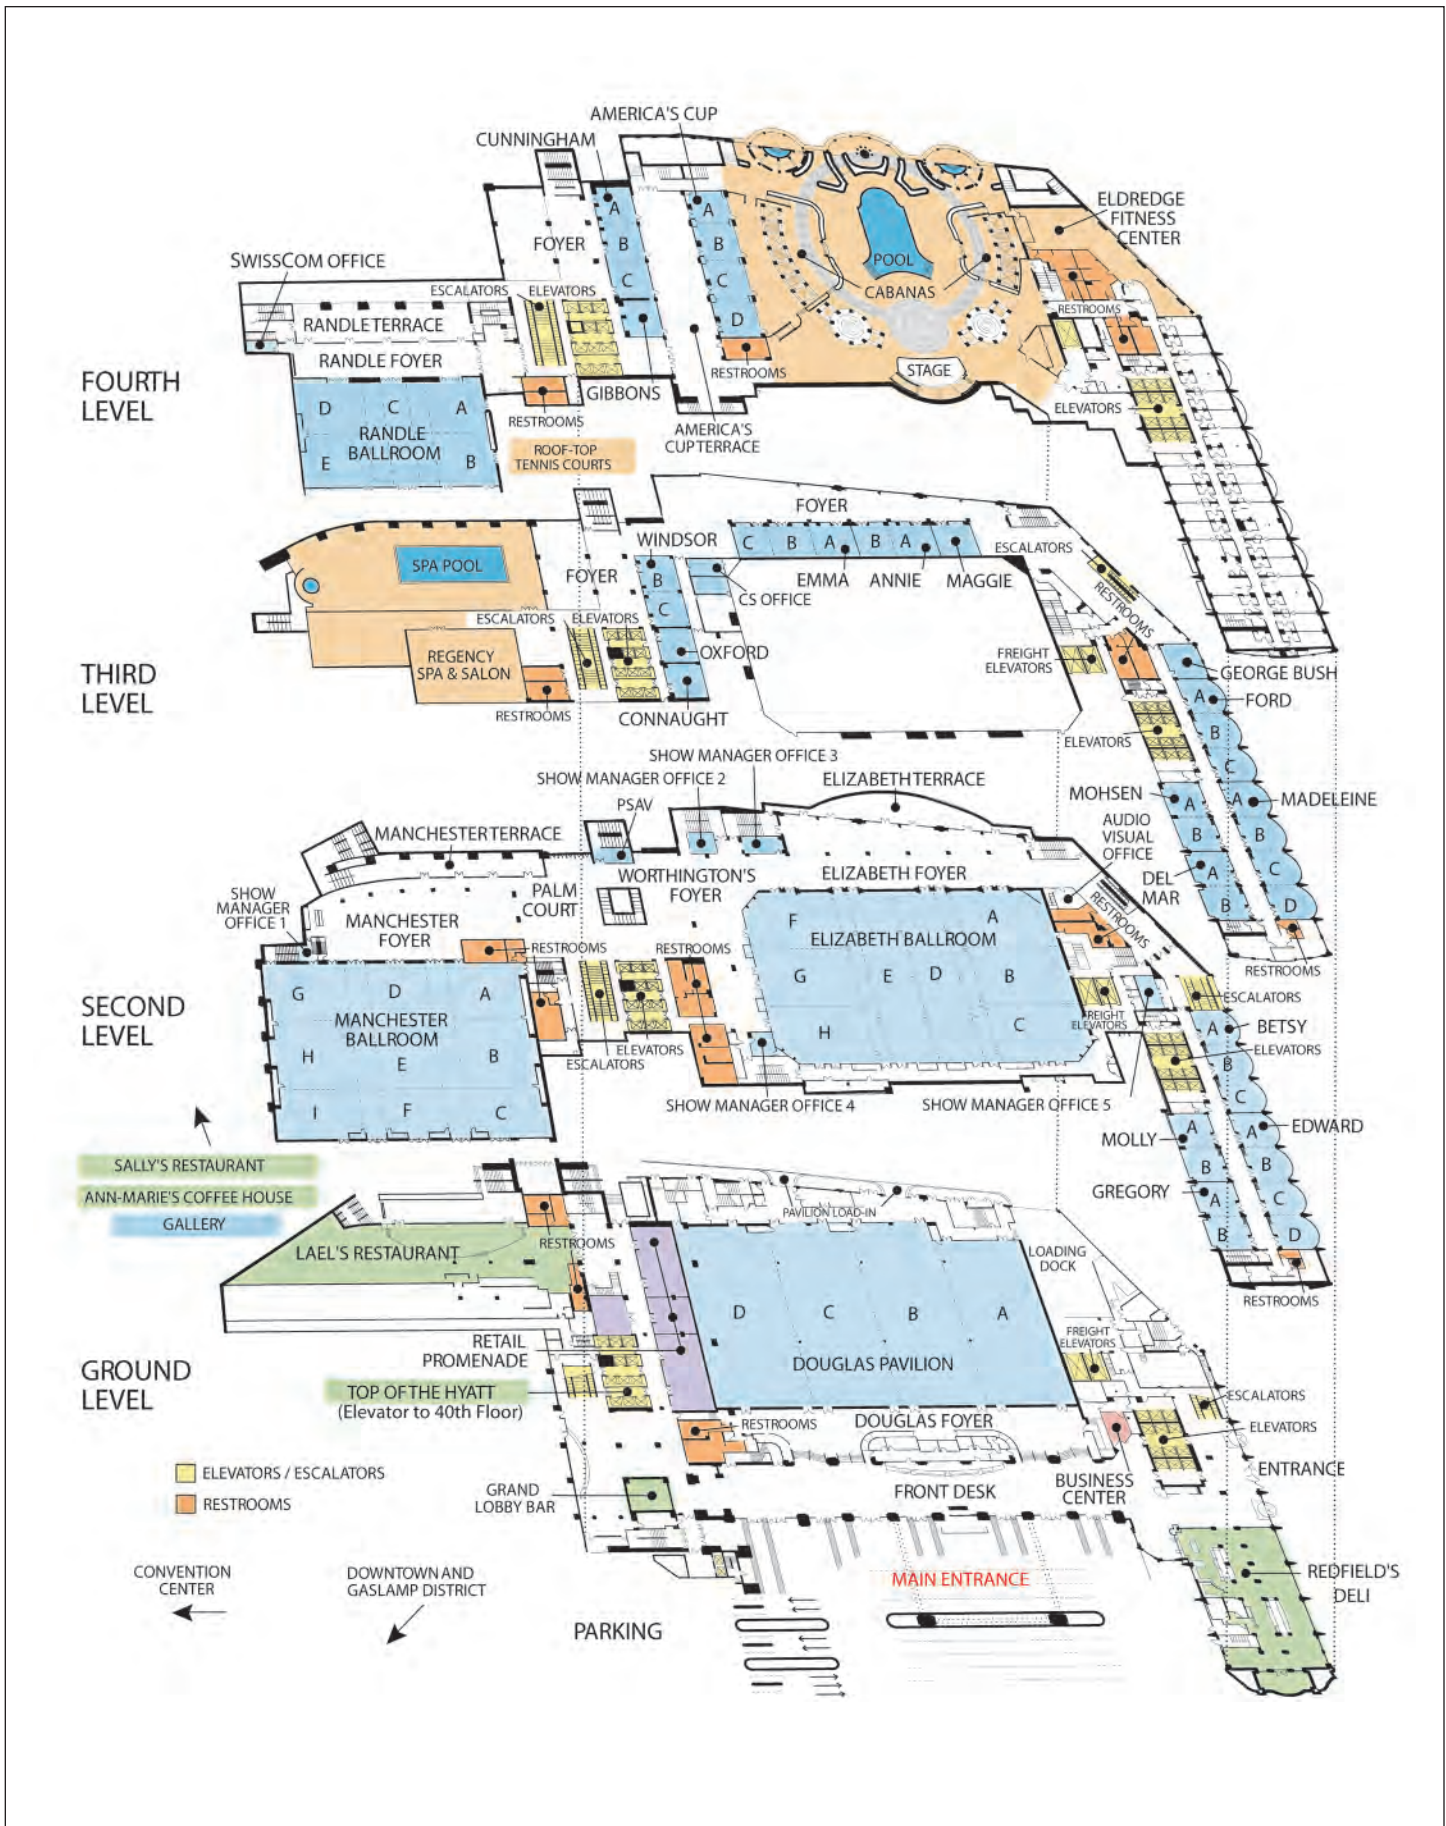 AMERICA'S CUP
CUNNINGHAM
A
A
ELDREDGE
FITNESS
CENTER
FOYER
B
B
SWISSCOM OFFICE
POOL
C
C
ESCALATORS
ELEVATORS
CABANAS
RESTROOMS
RANDLE TERRACE
D
RANDLE FOYER
STAGE
RESTROOMS
FOURTH
LEVEL
GIBBONS
D
C
A
RESTROOMS
ELEVATORS
AMERICA'S
CUP TERRACE
RANDLE
BALLROOM
E
B
ROOF-TOP
TENNIS COURTS
FOYER
WINDSOR
C
B
A
B
A
ESCALATORS
SPA POOL
FOYER
B
EMMA
ANNIE
MAGGIE
CS OFFICE
RESTROOMS
C
ESCALATORS
ELEVATORS
OXFORD
FREIGHT
ELEVATORS
REGENCY
SPA & SALON
THIRD
LEVEL
GEORGE BUSH
A
FORD
RESTROOMS
CONNAUGHT
B
ELEVATORS
C
SHOW MANAGER OFFICE 3
SHOW MANAGER OFFICE 2
ELIZABETH TERRACE
MOHSEN
A
A
MADELEINE
PSAV
AUDIO
VISUAL
OFFICE
MANCHESTER TERRACE
B
B
WORTHINGTON'S
FOYER
ELIZABETH FOYER
DEL
MAR
A
C
SHOW
MANAGER
OFFICE 1
PALM
COURT
MANCHESTER
FOYER
B
D
F
A
RESTROOMS
ELIZABETH BALLROOM
RESTROOMS
RESTROOMS
RESTROOMS
G
E
D
B
SECOND
LEVEL
G
D
A
ESCALATORS
MANCHESTER
BALLROOM
FREIGHT
ELEVATORS
H
C
A
BETSY
H
E
B
ELEVATORS
ESCALATORS
ELEVATORS
B
C
I
F
C
SHOW MANAGER OFFICE 4
SHOW MANAGER OFFICE 5
MOLLY
A
A
EDWARD
SALLY'S RESTAURANT
B
B
ANN-MARIE'S COFFEE HOUSE
GREGORY
A
C
GALLERY
PAVILION LOAD-IN
B
D
LAEL'S RESTAURANT
RESTROOMS
LOADING
DOCK
RESTROOMS
D
C
B
A
RETAIL
PROMENADE
FREIGHT
ELEVATORS
GROUND
LEVEL
DOUGLAS PAVILION
TOP OF THE HYATT
(Elevator to 40th Floor)
ESCALATORS
RESTROOMS
DOUGLAS FOYER
ELEVATORS
ELEVATORS / ESCALATORS
ENTRANCE
RESTROOMS
GRAND
LOBBY BAR
FRONT DESK
BUSINESS
CENTER
CONVENTION
CENTER
DOWNTOWN AND
GASLAMP DISTRICT
MAIN ENTRANCE
REDFIELD'S
DELI
PARKING